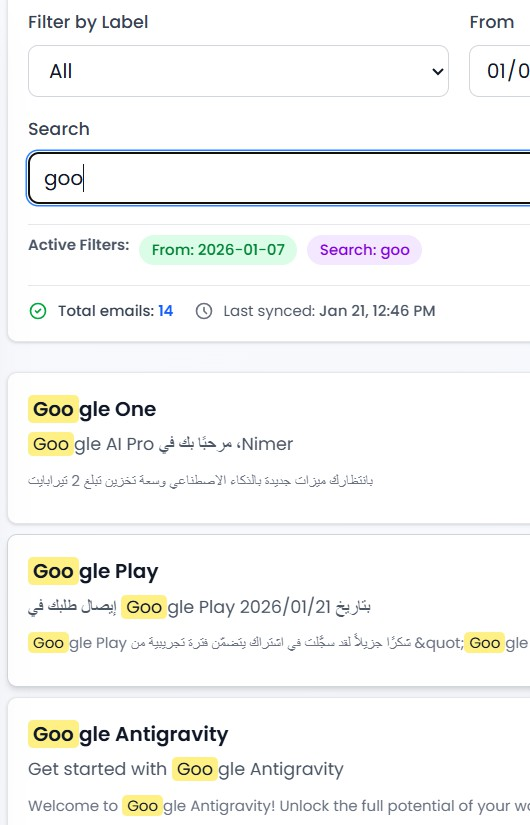 Filter by Label
From
All
01/0
Search
goo
Active Filters: From: 2026-01-07 Search: goo
Total emails: 14 Last synced: Jan 21, 12:46 PM
Google One
Google AI Pro مرحبًا بك في ،Nimer
بانتظارك ميزات جديدة بالذكاء الاصطناعي وسعة تخزين تبلغ 2 تيرابايت
Google Play
إيصال طلبك في Google Play 2026/01/21 بتاريخ
Google Play شكرًا جزيلاً لقد سجَّلت في اشتراك يتضمّن فترة تجريبية من &quot;Google
Google Antigravity
Get started with Google Antigravity
Welcome to Google Antigravity! Unlock the full potential of your wo